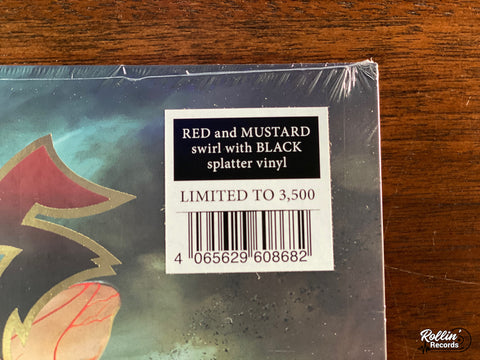 RED and MUSTARD
swirl with BLACK
splatter vinyl
LIMITED TO 3,500
4 065629 608682
Rollin'
Records